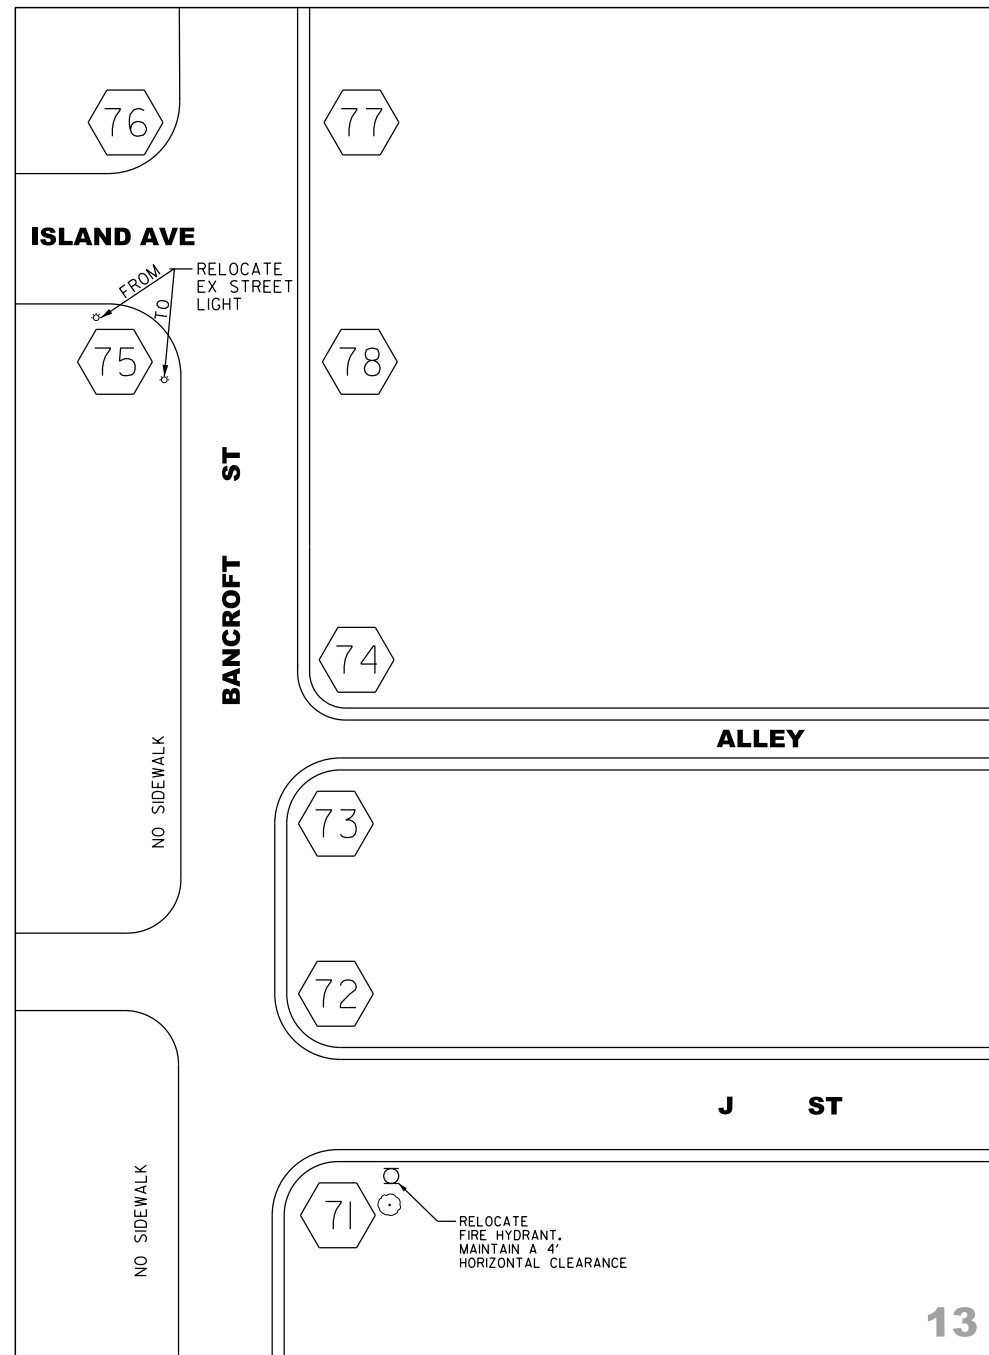 76
77
ISLAND AVE
FROM
TO
RELOCATE
EX STREET
LIGHT
75
78
BANCROFT ST
74
ALLEY
NO SIDEWALK
73
72
J ST
NO SIDEWALK
71
RELOCATE
FIRE HYDRANT.
MAINTAIN A 4'
HORIZONTAL CLEARANCE
13